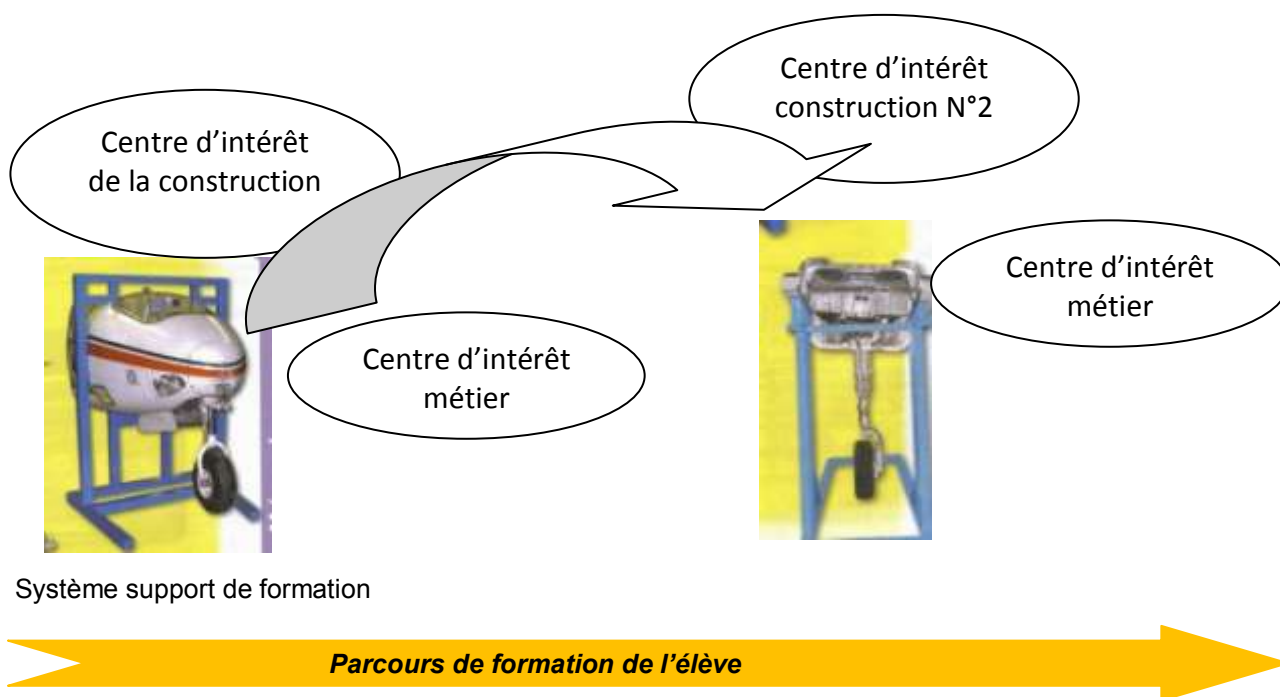 Centre d'intérêt
construction N°2
Centre d'intérêt
de la construction
Centre d'intérêt
métier
Centre d'intérêt
métier
Système support de formation
Parcours de formation de l'élève